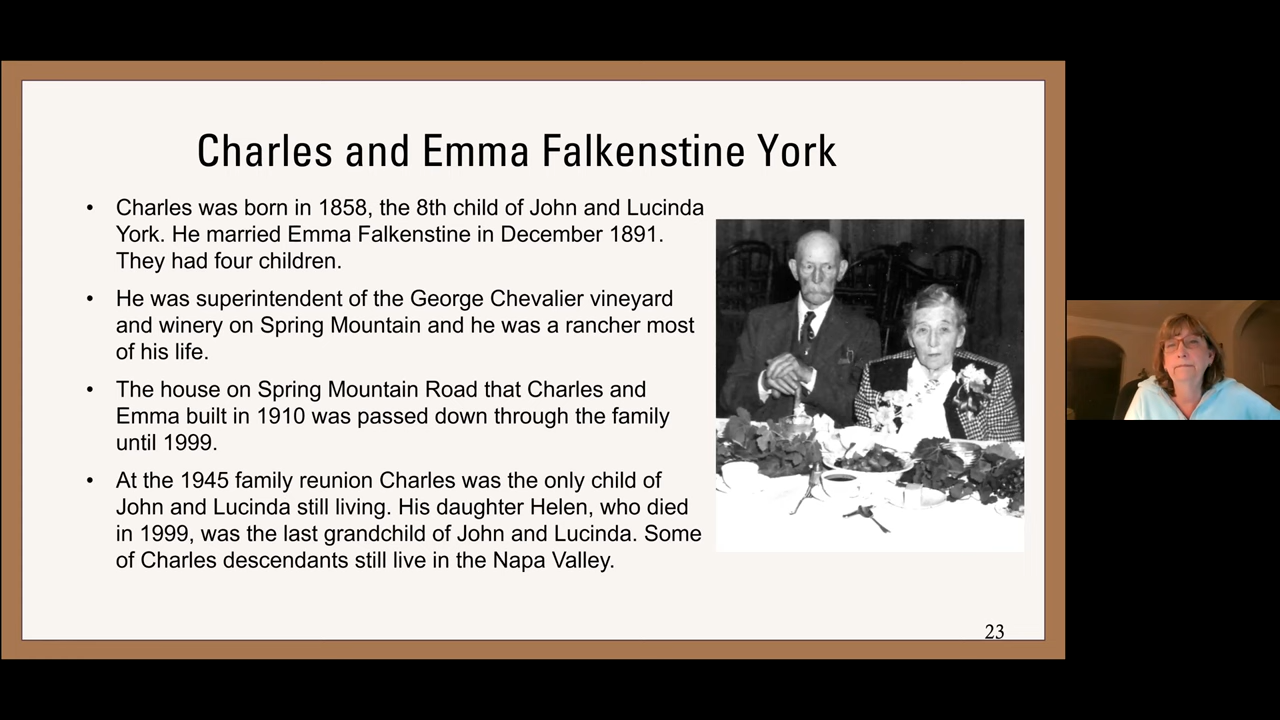 Charles and Emma Falkenstine York
• Charles was born in 1858, the 8th child of John and Lucinda
York. He married Emma Falkenstine in December 1891.
They had four children.
• He was superintendent of the George Chevalier vineyard
and winery on Spring Mountain and he was a rancher most
of his life.
• The house on Spring Mountain Road that Charles and
Emma built in 1910 was passed down through the family
until 1999.
• At the 1945 family reunion Charles was the only child of
John and Lucinda still living. His daughter Helen, who died
in 1999, was the last grandchild of John and Lucinda. Some
of Charles descendants still live in the Napa Valley.
23